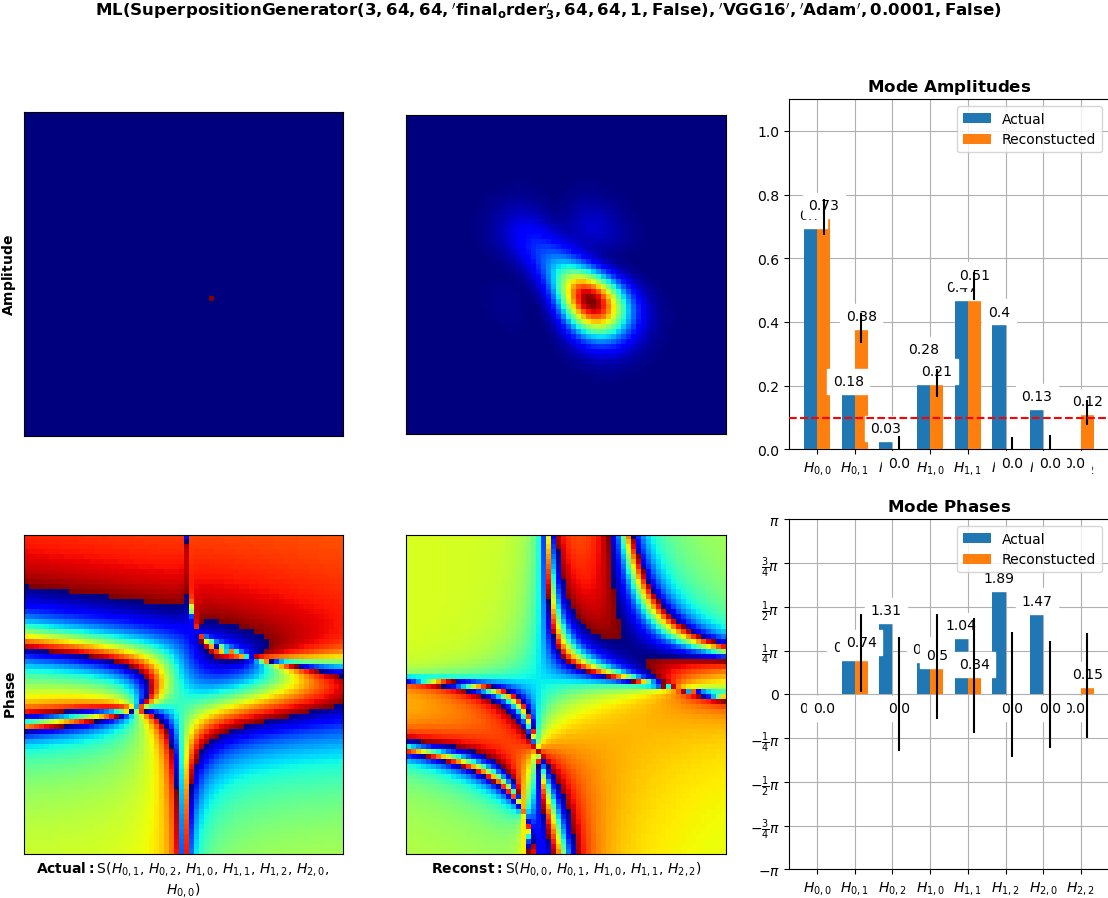 ML(SuperpositionGenerator(3, 64, 64, 'final_order'_3, 64, 64, 1, False), 'VGG16', 'Adam', 0.0001, False)
Amplitude
Mode Amplitudes
Actual
Reconstucted
1.0
0.8
0.6
0.4
0.2
0.0
0.73
0.18
0.38
0.03
0.0
0.28
0.21
0.47
0.51
0.4
0.0
0.13
0.0
0.0
0.12
H0,0 H0,1 H1,0 H1,1
Phase
Mode Phases
Actual
Reconstucted
π
3/4π
1/2π
1/4π
0
−1/4π
−1/2π
−3/4π
−π
0.0
0.74
1.31
0.0
0.5
1.04
0.34
1.89
0.0
1.47
0.0
0.0
0.15
H0,0 H0,1 H0,2 H1,0 H1,1 H1,2 H2,0 H2,2
Actual: S(H0,1, H0,2, H1,0, H1,1, H1,2, H2,0,
H0,0)
Reconst: S(H0,0, H0,1, H1,0, H1,1, H2,2)